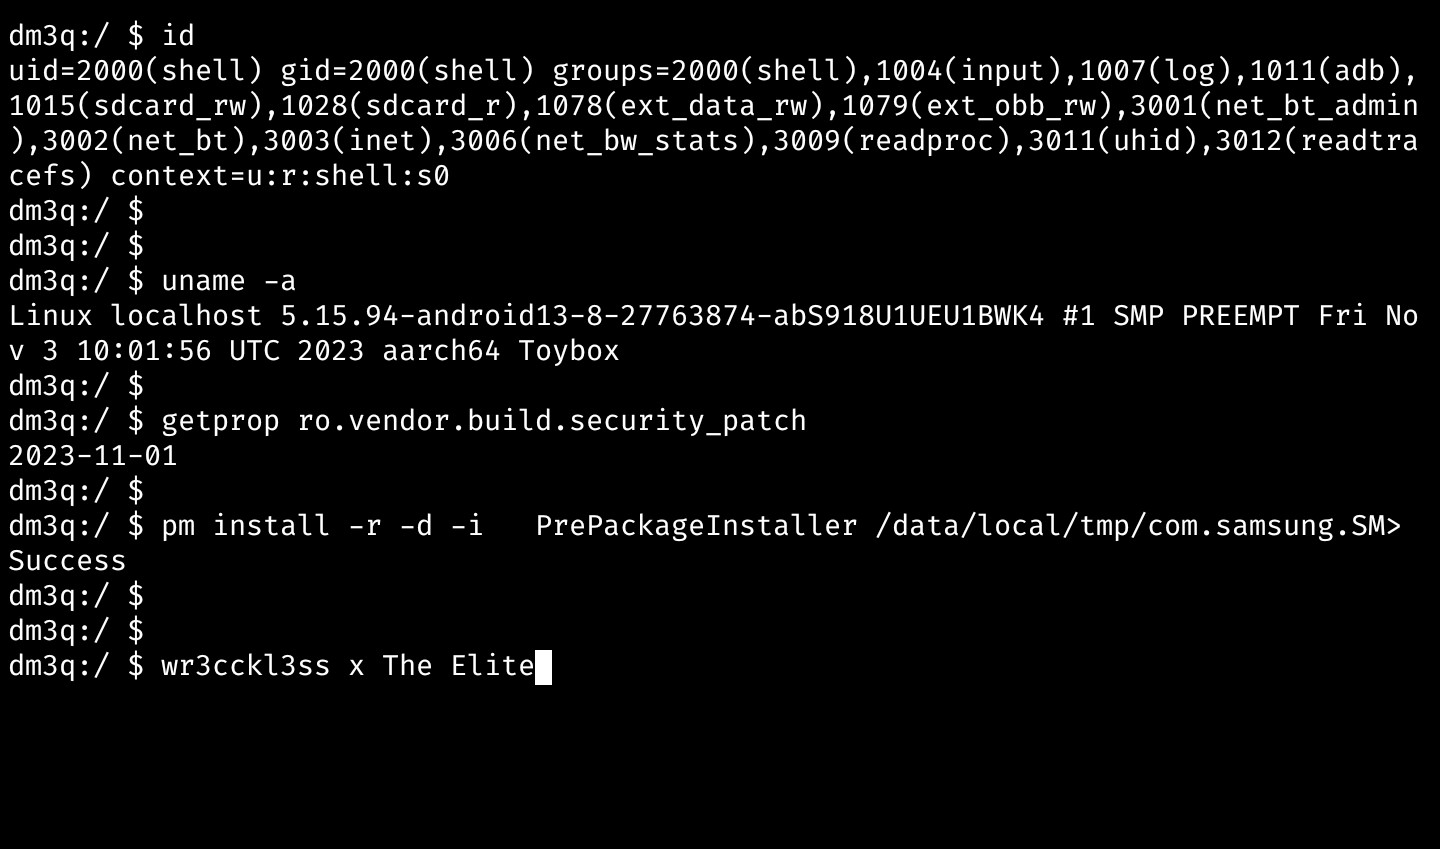 dm3q:/ $ id
uid=2000(shell) gid=2000(shell) groups=2000(shell),1004(input),1007(log),1011(adb),
1015(sdcard_rw),1028(sdcard_r),1078(ext_data_rw),1079(ext_obb_rw),3001(net_bt_admin
),3002(net_bt),3003(inet),3006(net_bw_stats),3009(readproc),3011(uhid),3012(readtra
cefs) context=u:r:shell:s0
dm3q:/ $
dm3q:/ $
dm3q:/ $ uname -a
Linux localhost 5.15.94-android13-8-27763874-abS918U1UEU1BWK4 #1 SMP PREEMPT Fri No
v 3 10:01:56 UTC 2023 aarch64 Toybox
dm3q:/ $
dm3q:/ $ getprop ro.vendor.build.security_patch
2023-11-01
dm3q:/ $
dm3q:/ $ pm install -r -d -i   PrePackageInstaller /data/local/tmp/com.samsung.SM>
Success
dm3q:/ $
dm3q:/ $
dm3q:/ $ wr3cckl3ss x The Elite